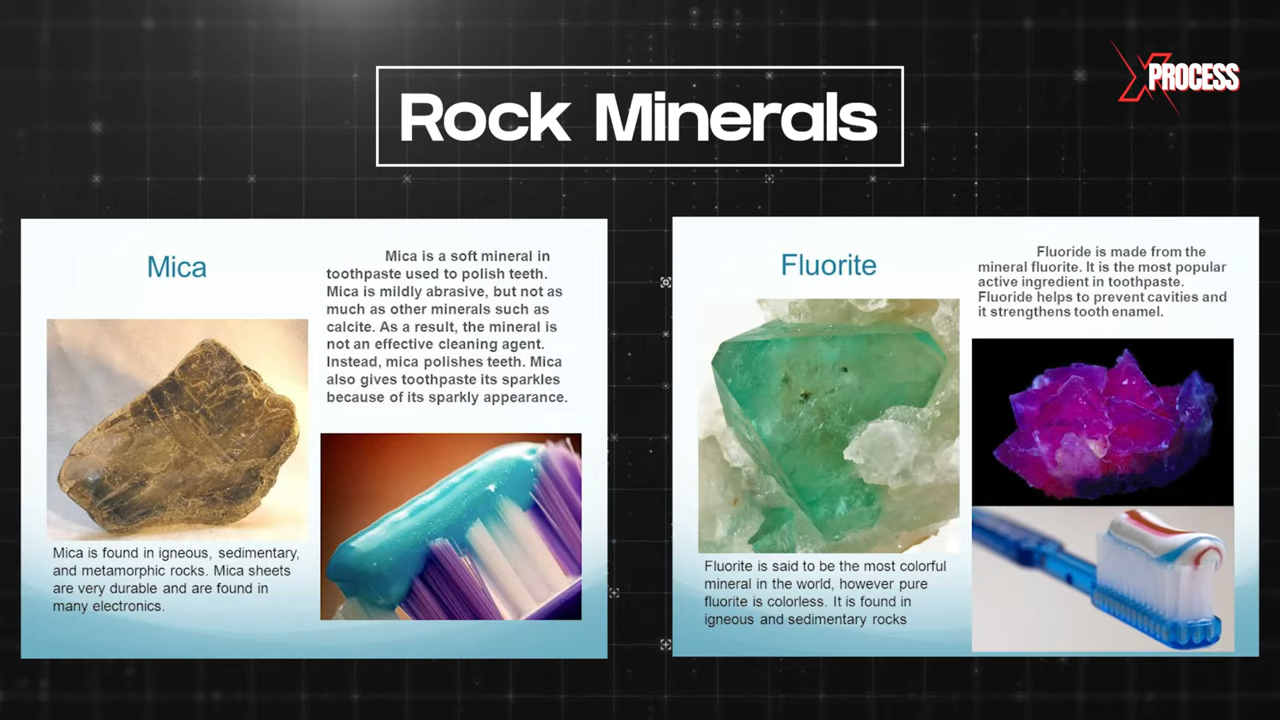 Rock Minerals
XPROCESS
Mica
Mica is a soft mineral in
toothpaste used to polish teeth.
Mica is mildly abrasive, but not as
much as other minerals such as
calcite. As a result, the mineral is
not an effective cleaning agent.
Instead, mica polishes teeth. Mica
also gives toothpaste its sparkles
because of its sparkly appearance.
Mica is found in igneous, sedimentary,
and metamorphic rocks. Mica sheets
are very durable and are found in
many electronics.
Fluorite
Fluoride is made from the
mineral fluorite. It is the most popular
active ingredient in toothpaste.
Fluoride helps to prevent cavities and
it strengthens tooth enamel.
Fluorite is said to be the most colorful
mineral in the world, however pure
fluorite is colorless. It is found in
igneous and sedimentary rocks